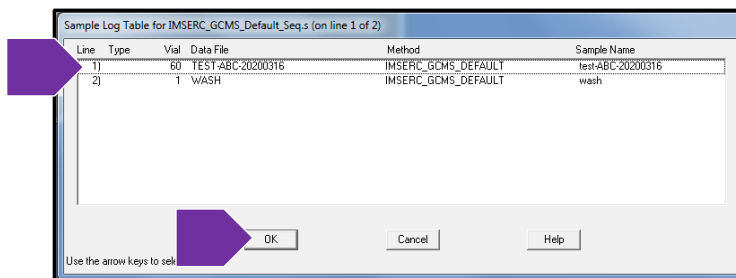 Sample Log Table for IMSERC_GCMS_Default_Seq.s (on line 1 of 2)
Line Type Vial Data File Method Sample Name
1) 60 TEST-ABC-20200316 IMSERC_GCMS_DEFAULT test-ABC-20200316
2) 1 WASH IMSERC_GCMS_DEFAULT wash
OK Cancel Help
Use the arrow keys to